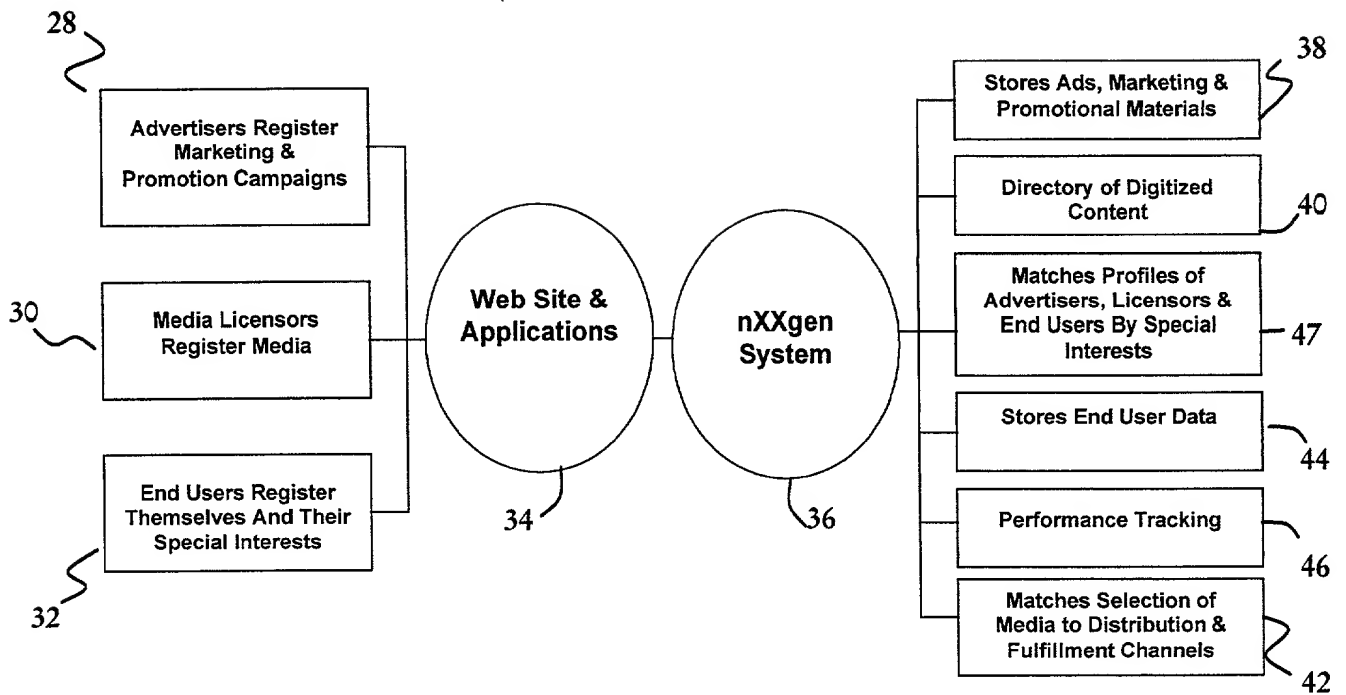 28
Advertisers Register
Marketing &
Promotion Campaigns
30
Media Licensors
Register Media
End Users Register
Themselves And Their
Special Interests
32
Web Site &
Applications
34
nXXgen
System
36
38
Stores Ads, Marketing &
Promotional Materials
Directory of Digitized
Content
40
Matches Profiles of
Advertisers, Licensors &
End Users By Special
Interests
47
Stores End User Data
44
Performance Tracking
46
Matches Selection of
Media to Distribution &
Fulfillment Channels
42